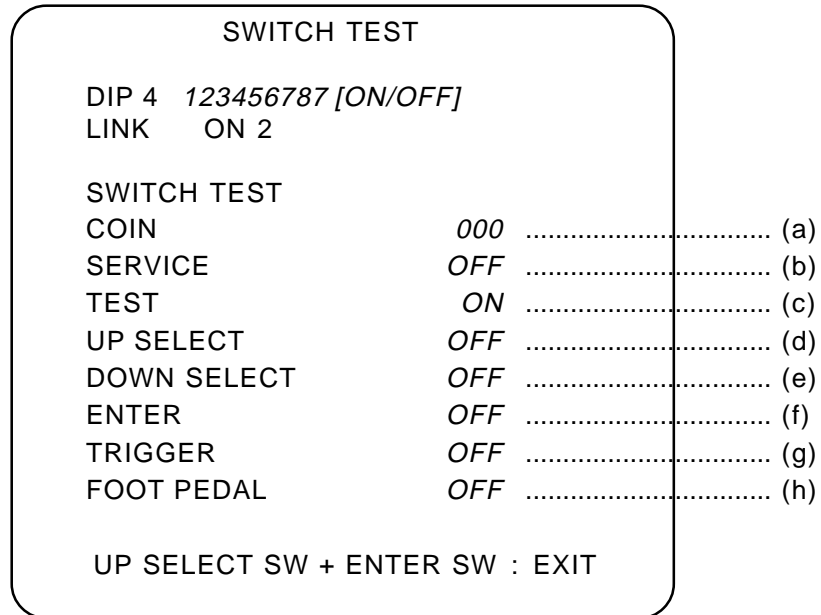 SWITCH TEST
DIP 4 123456787 [ON/OFF]
LINK ON 2
SWITCH TEST
COIN 000 .................................. (a)
SERVICE OFF .................................. (b)
TEST ON .................................. (c)
UP SELECT OFF .................................. (d)
DOWN SELECT OFF .................................. (e)
ENTER OFF .................................. (f)
TRIGGER OFF .................................. (g)
FOOT PEDAL OFF .................................. (h)
UP SELECT SW + ENTER SW : EXIT